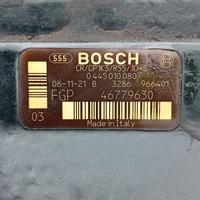 555 BOSCH
CR/CP1K3/R55/10-S
0 445 010 080
06-11-21 B 3286 966401
FGP 46779630
03
Made in Italy